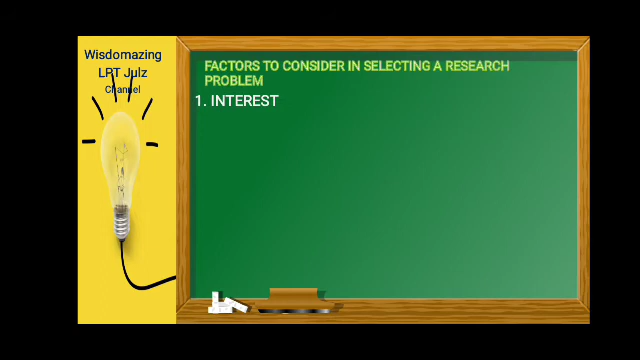 Wisdomazing
LPT Julz
Channel
FACTORS TO CONSIDER IN SELECTING A RESEARCH
PROBLEM
1. INTEREST